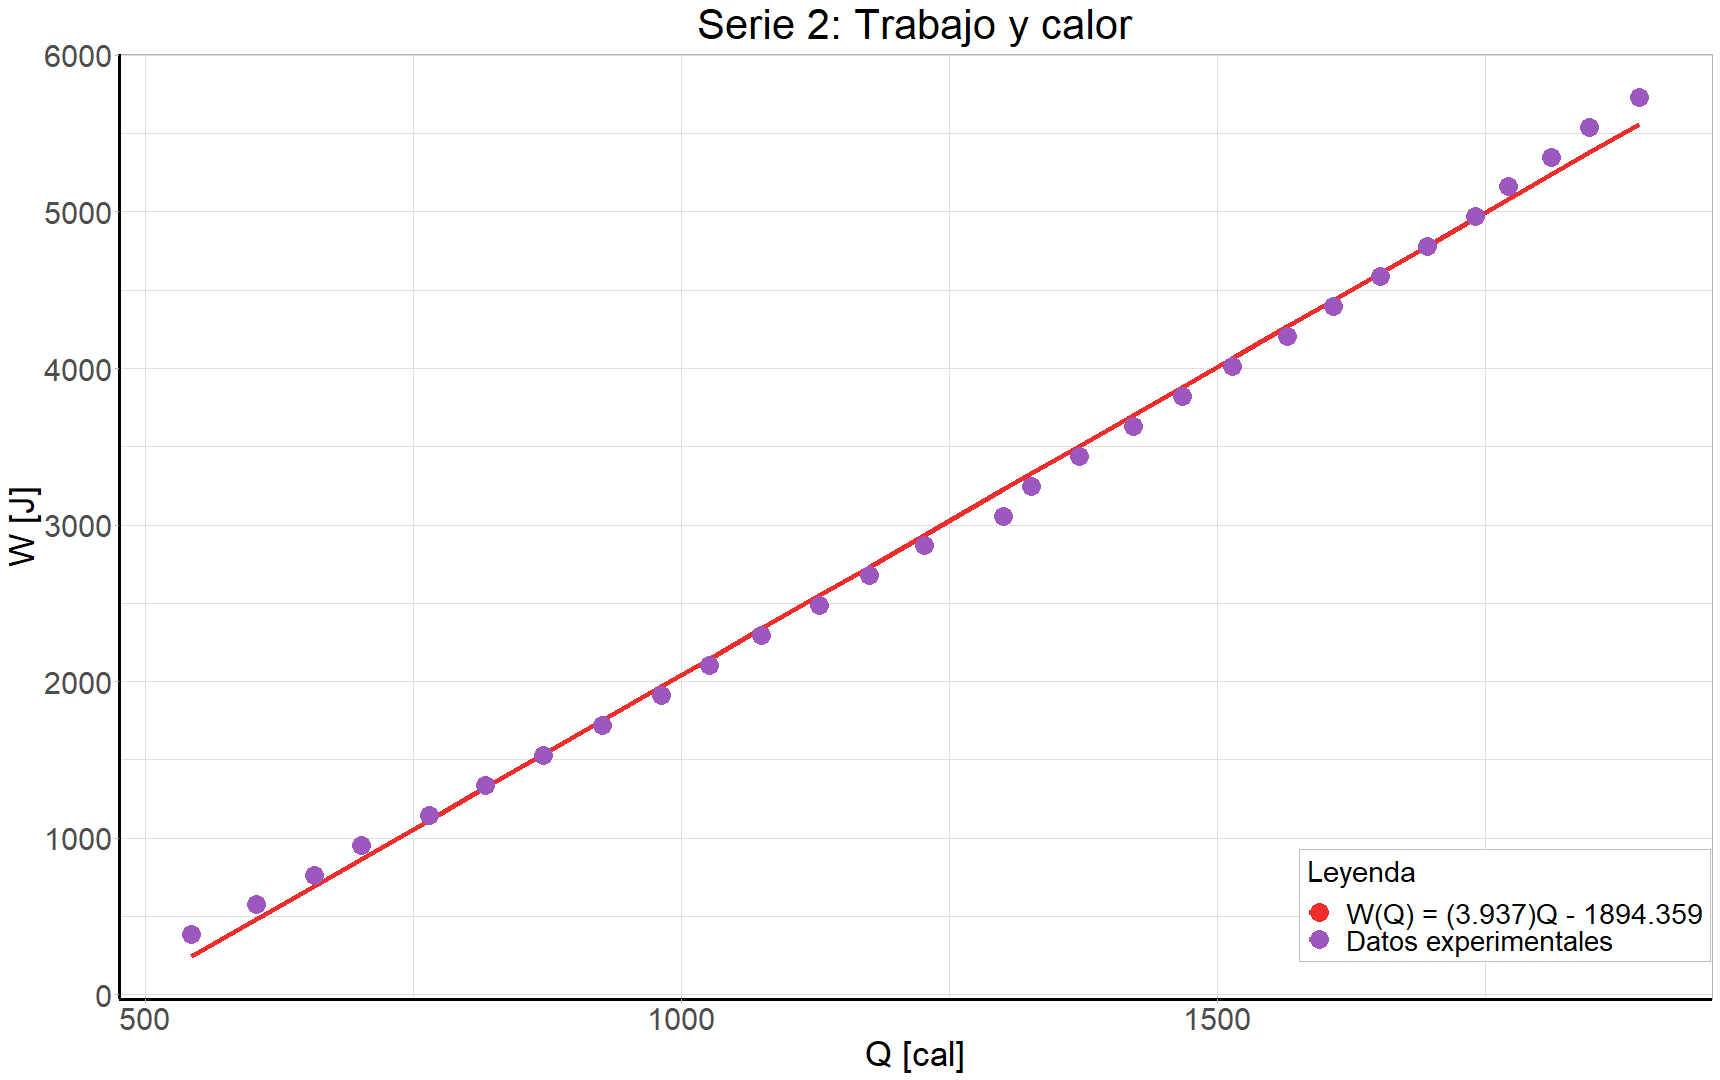 Serie 2: Trabajo y calor
6000
5000
4000
3000
2000
1000
0
W [J]
500
1000
1500
Q [cal]
Leyenda
W(Q) = (3.937)Q - 1894.359
Datos experimentales